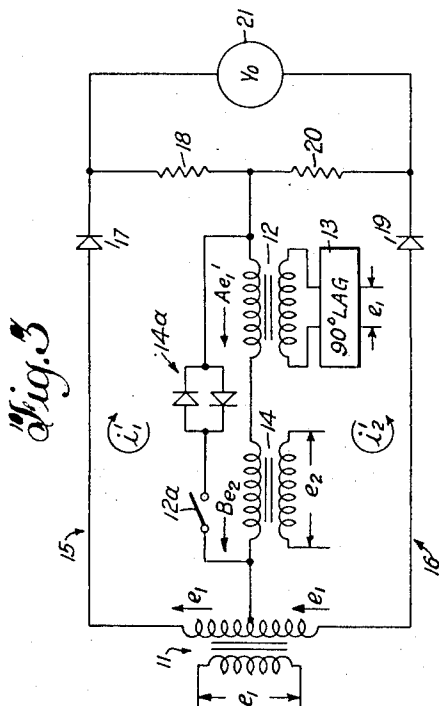 Fig. 3
21
V₀
18
20
17
19
i₁'
i₂'
14a
12
Ae₁'
13
90° LAG
e₁
12a
Be₂
14
e₂
15
16
e₁
e₁
11
e₁